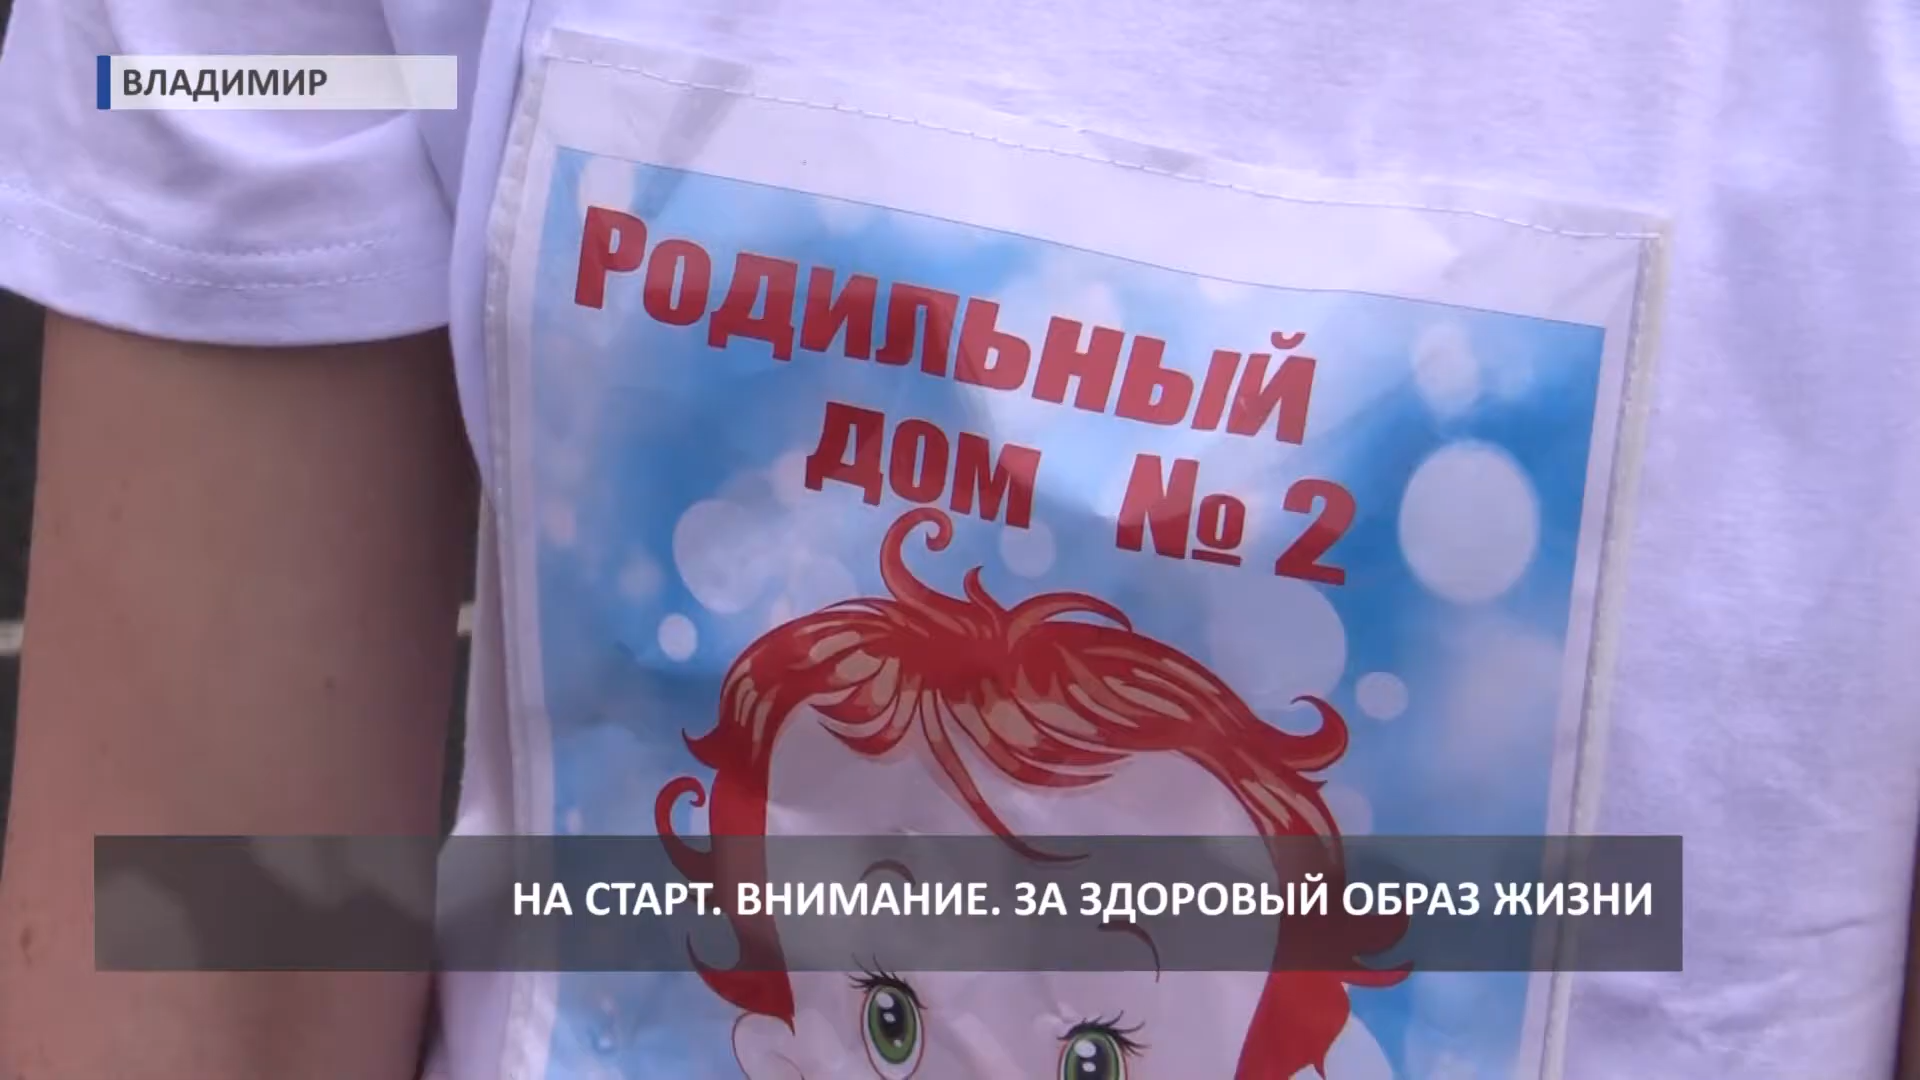 ВЛАДИМИР
РОДИЛЬНЫЙ
ДОМ № 2
НА СТАРТ. ВНИМАНИЕ. ЗА ЗДОРОВЫЙ ОБРАЗ ЖИЗНИ